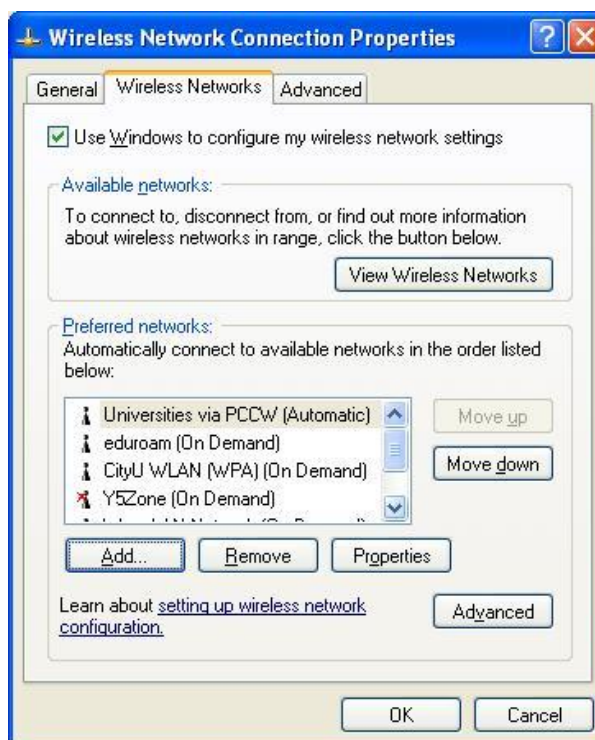 Wireless Network Connection Properties
General Wireless Networks Advanced
Use Windows to configure my wireless network settings
Available networks:
To connect to, disconnect from, or find out more information
about wireless networks in range, click the button below.
View Wireless Networks
Preferred networks:
Automatically connect to available networks in the order listed
below:
Universities via PCCW (Automatic)
eduroam (On Demand)
CityU WLAN (WPA) (On Demand)
Y5Zone (On Demand)
Move up
Move down
Add... Remove Properties
Learn about setting up wireless network
configuration.
Advanced
OK Cancel